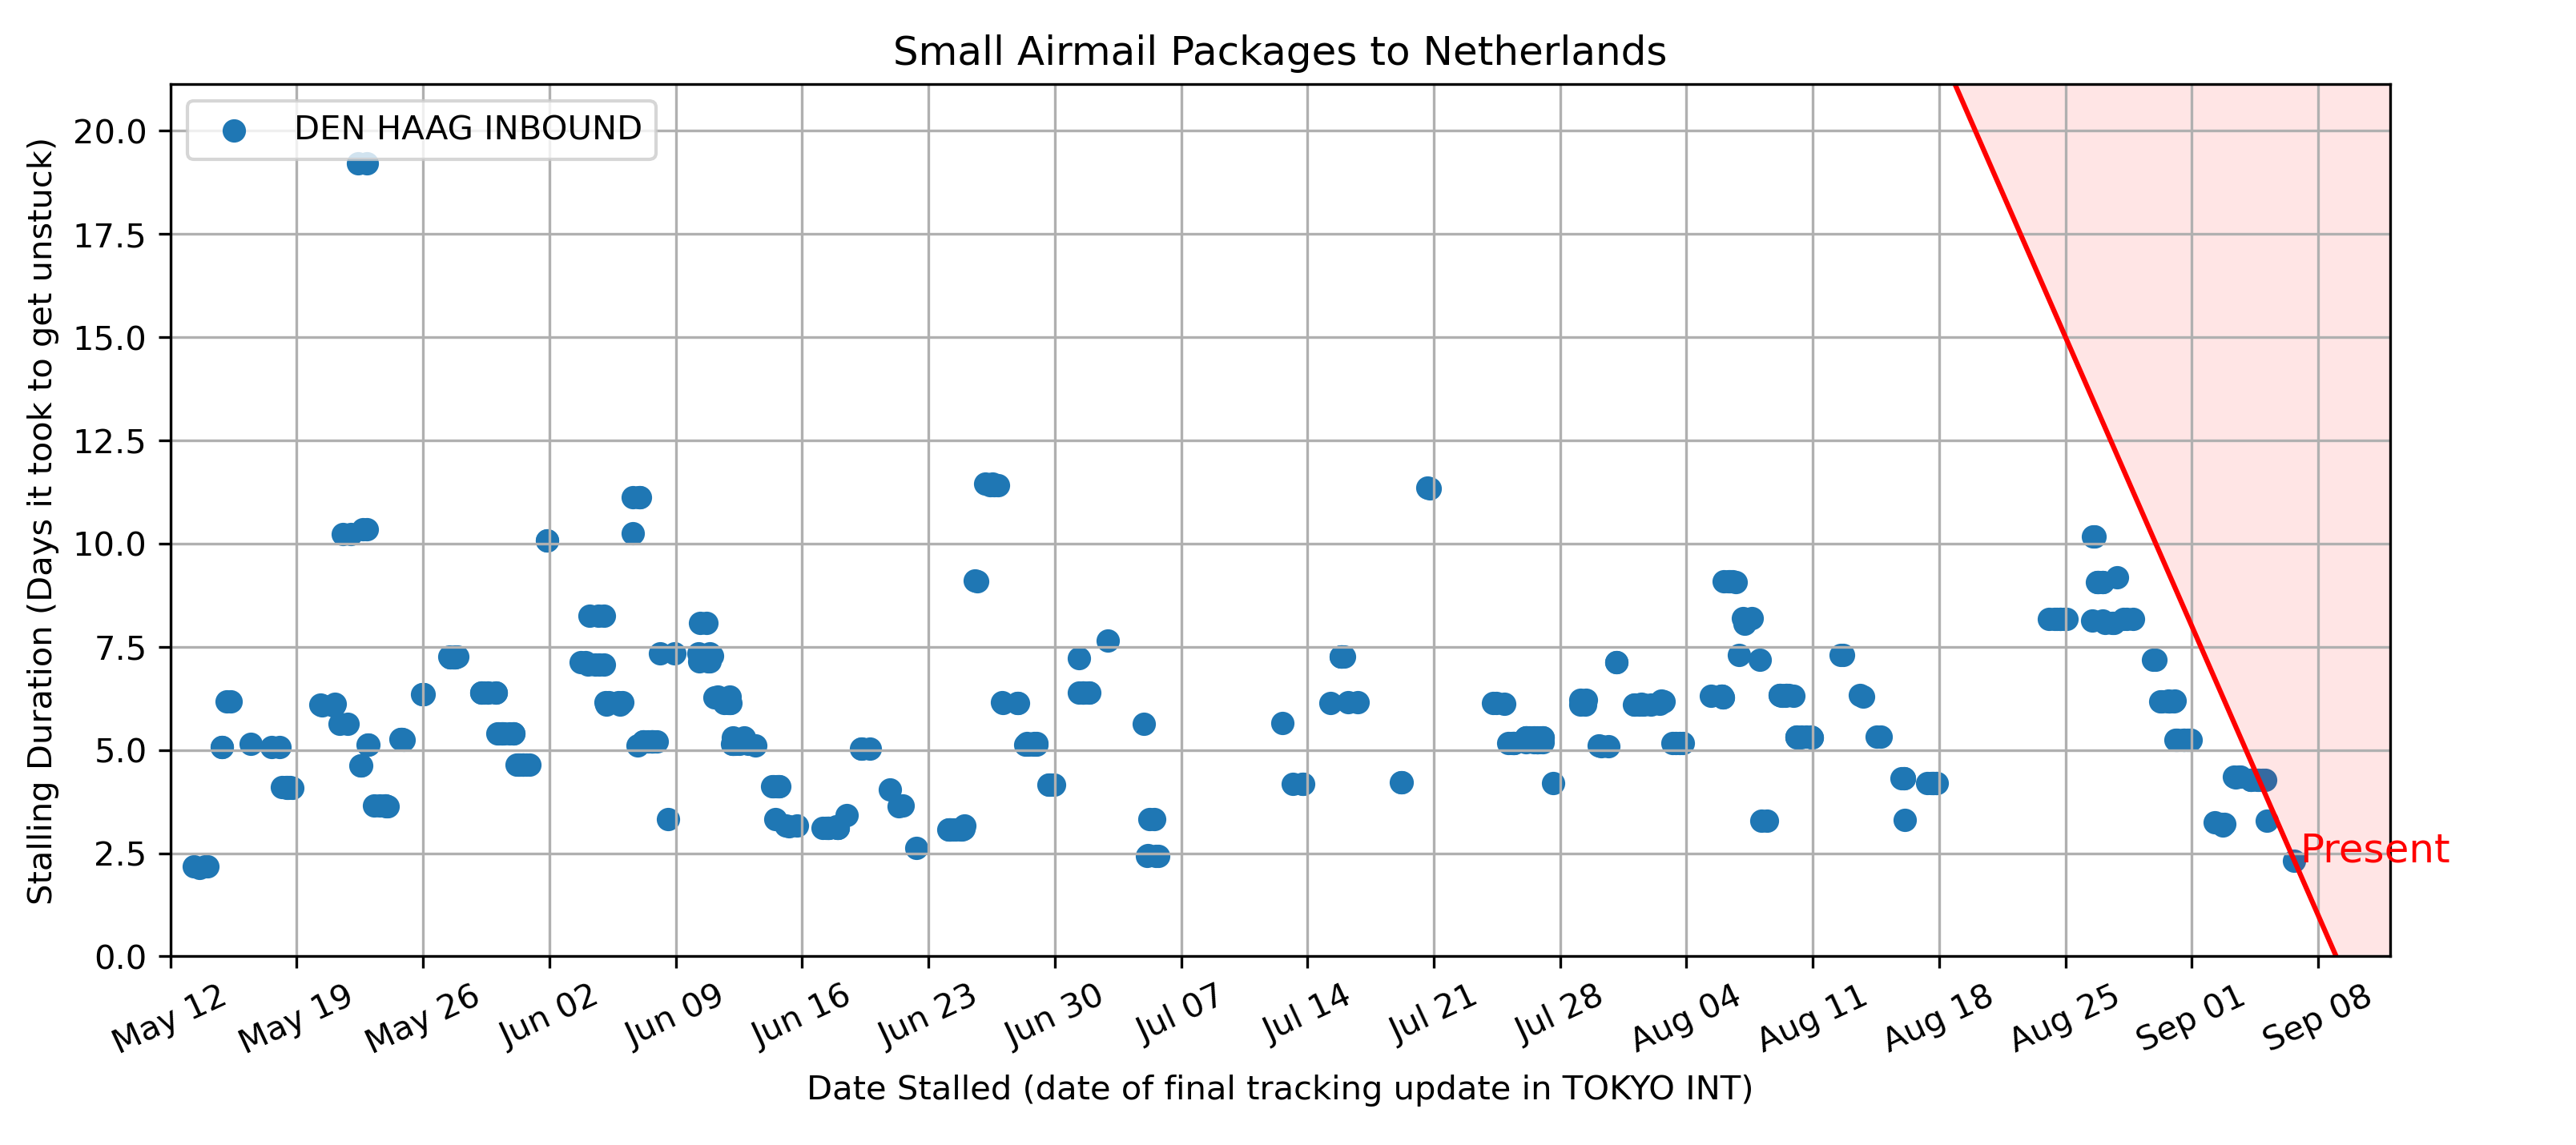 Small Airmail Packages to Netherlands
DEN HAAG INBOUND
Stalling Duration (Days it took to get unstuck)
20.0
17.5
15.0
12.5
10.0
7.5
5.0
2.5
0.0
Present
May 12
May 19
May 26
Jun 02
Jun 09
Jun 16
Jun 23
Jun 30
Jul 07
Jul 14
Jul 21
Jul 28
Aug 04
Aug 11
Aug 18
Aug 25
Sep 01
Sep 08
Date Stalled (date of final tracking update in TOKYO INT)